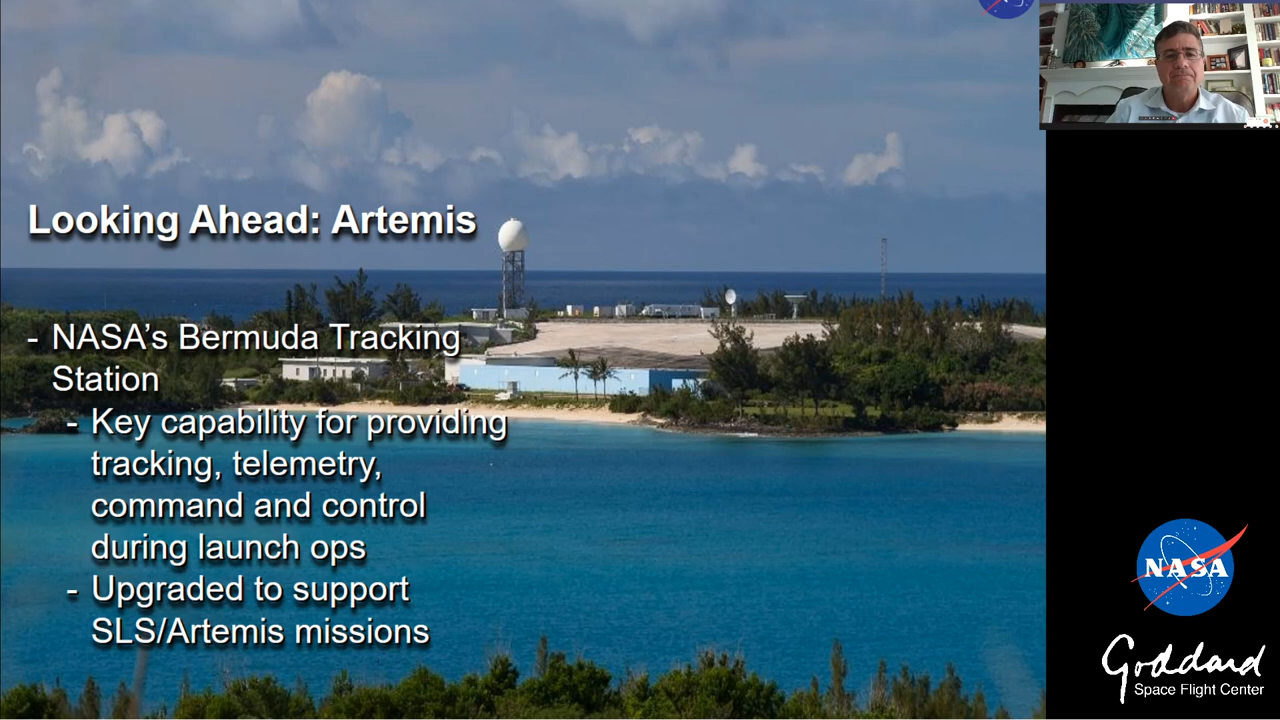 Looking Ahead: Artemis
- NASA’s Bermuda Tracking
Station
- Key capability for providing
tracking, telemetry,
command and control
during launch ops
- Upgraded to support
SLS/Artemis missions
NASA
Goddard
Space Flight Center